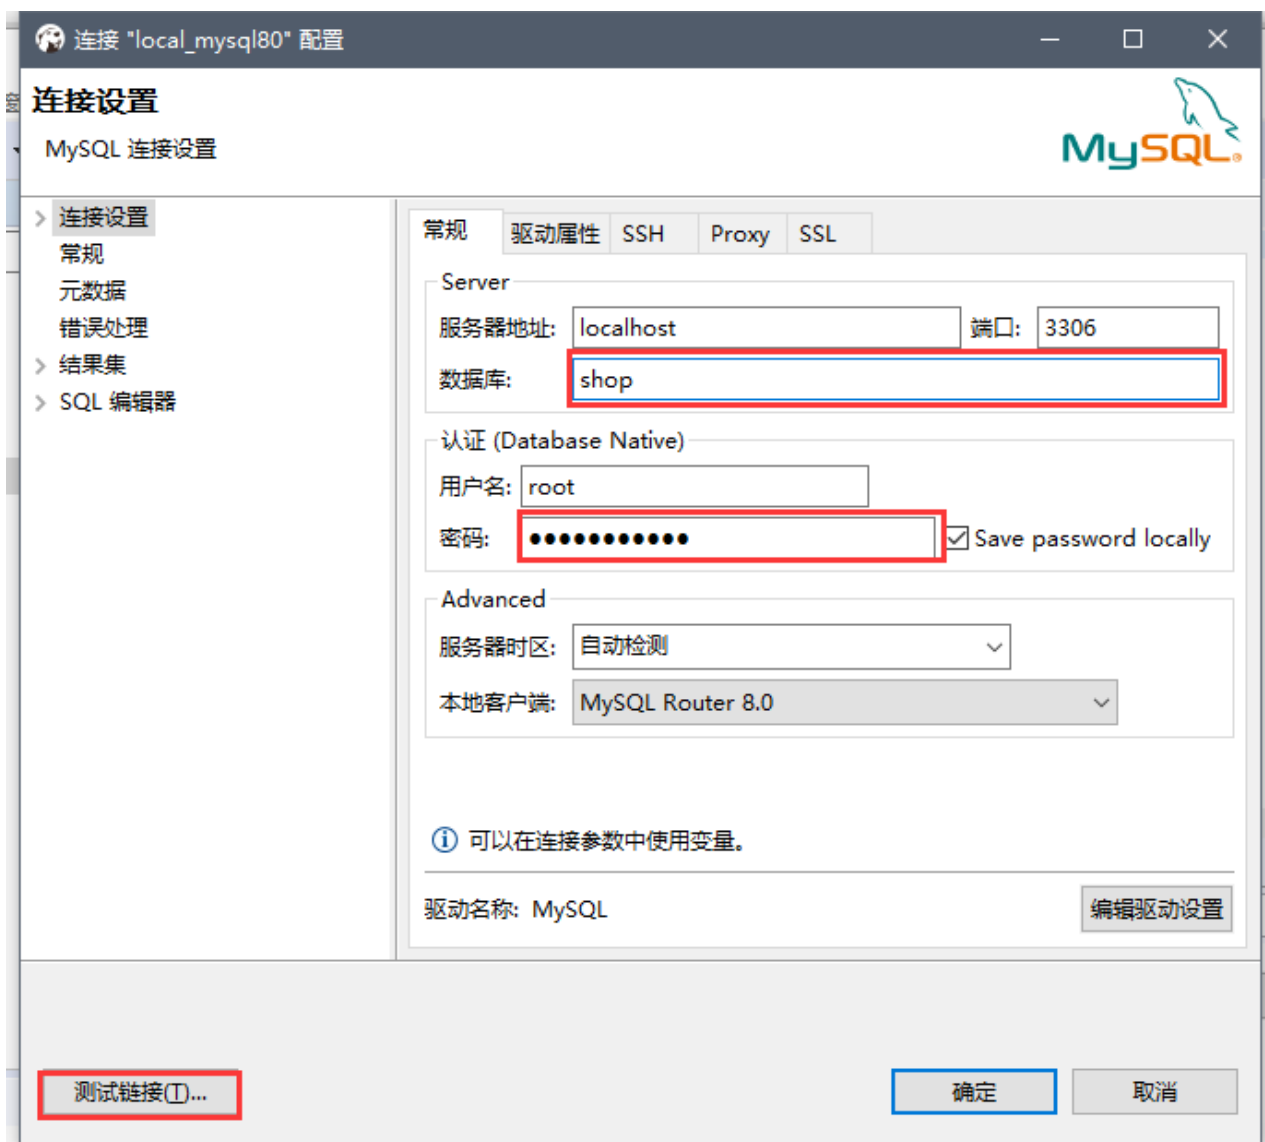 连接 "local_mysql80" 配置
连接设置
MySQL 连接设置
MySQL
连接设置
常规
元数据
错误处理
结果集
SQL 编辑器
常规 驱动属性 SSH Proxy SSL
Server
服务器地址: localhost 端口: 3306
数据库: shop
认证 (Database Native)
用户名: root
密码: ●●●●●●●●●●● Save password locally
Advanced
服务器时区: 自动检测
本地客户端: MySQL Router 8.0
可以在连接参数中使用变量。
驱动名称: MySQL 编辑驱动设置
测试链接(T)... 确定 取消